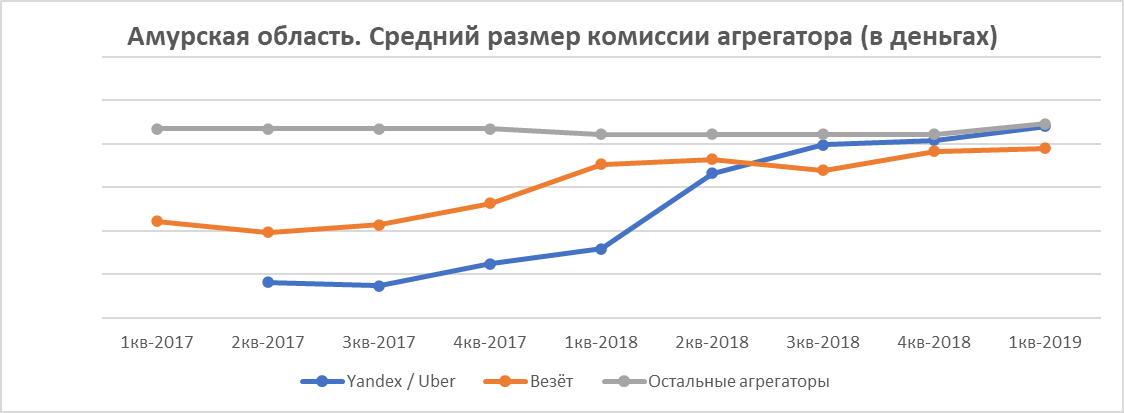 Амурская область. Средний размер комиссии агрегатора (в деньгах)
1кв-2017 2кв-2017 3кв-2017 4кв-2017 1кв-2018 2кв-2018 3кв-2018 4кв-2018 1кв-2019
Yandex / Uber Везёт Остальные агрегаторы